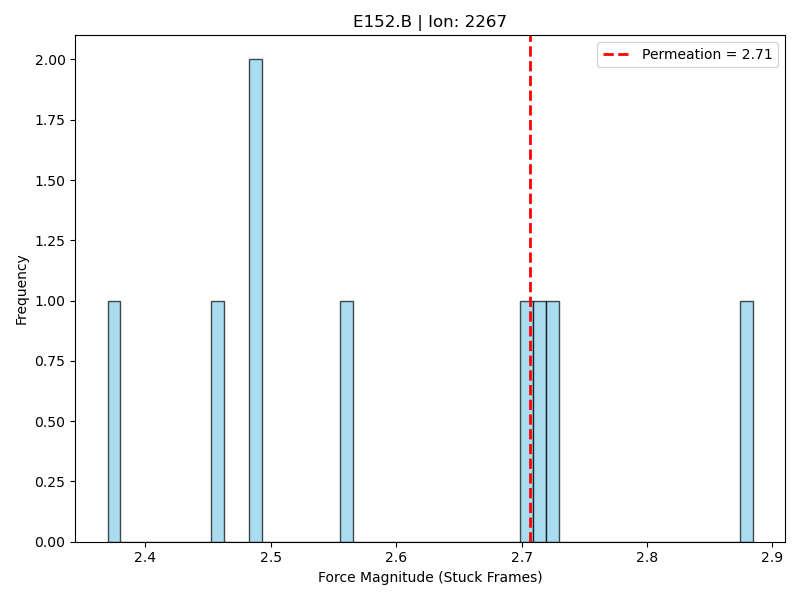 E152.B | Ion: 2267
Permeation = 2.71
2.00
1.75
1.50
1.25
1.00
0.75
0.50
0.25
0.00
Frequency
2.4 2.5 2.6 2.7 2.8 2.9
Force Magnitude (Stuck Frames)